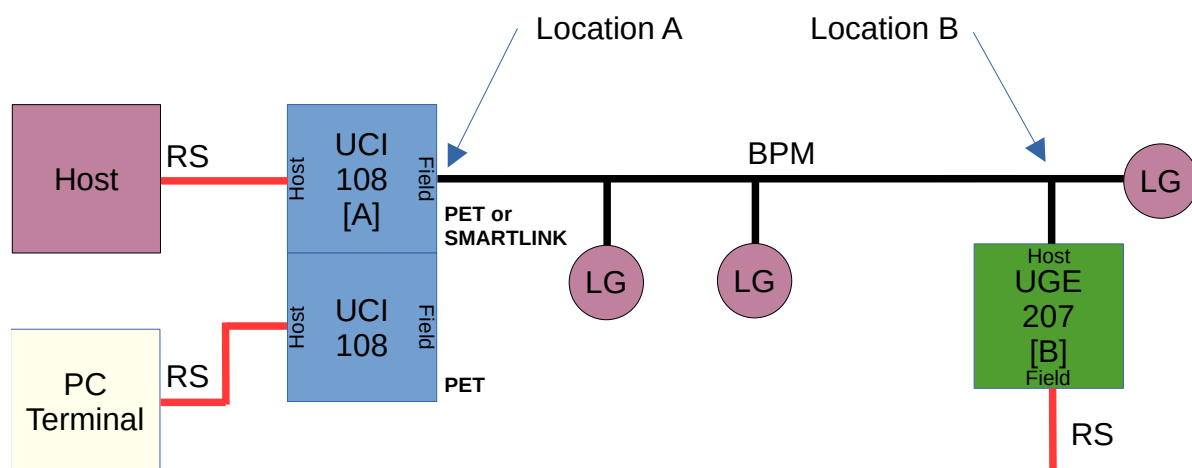 Location A
Location B
Host
RS
Host
UCI
108
[A]
Field
PET or
SMARTLINK
BPM
LG
LG
LG
PC
Terminal
RS
Host
UCI
108
Field
PET
Host
UGE
207
[B]
Field
RS